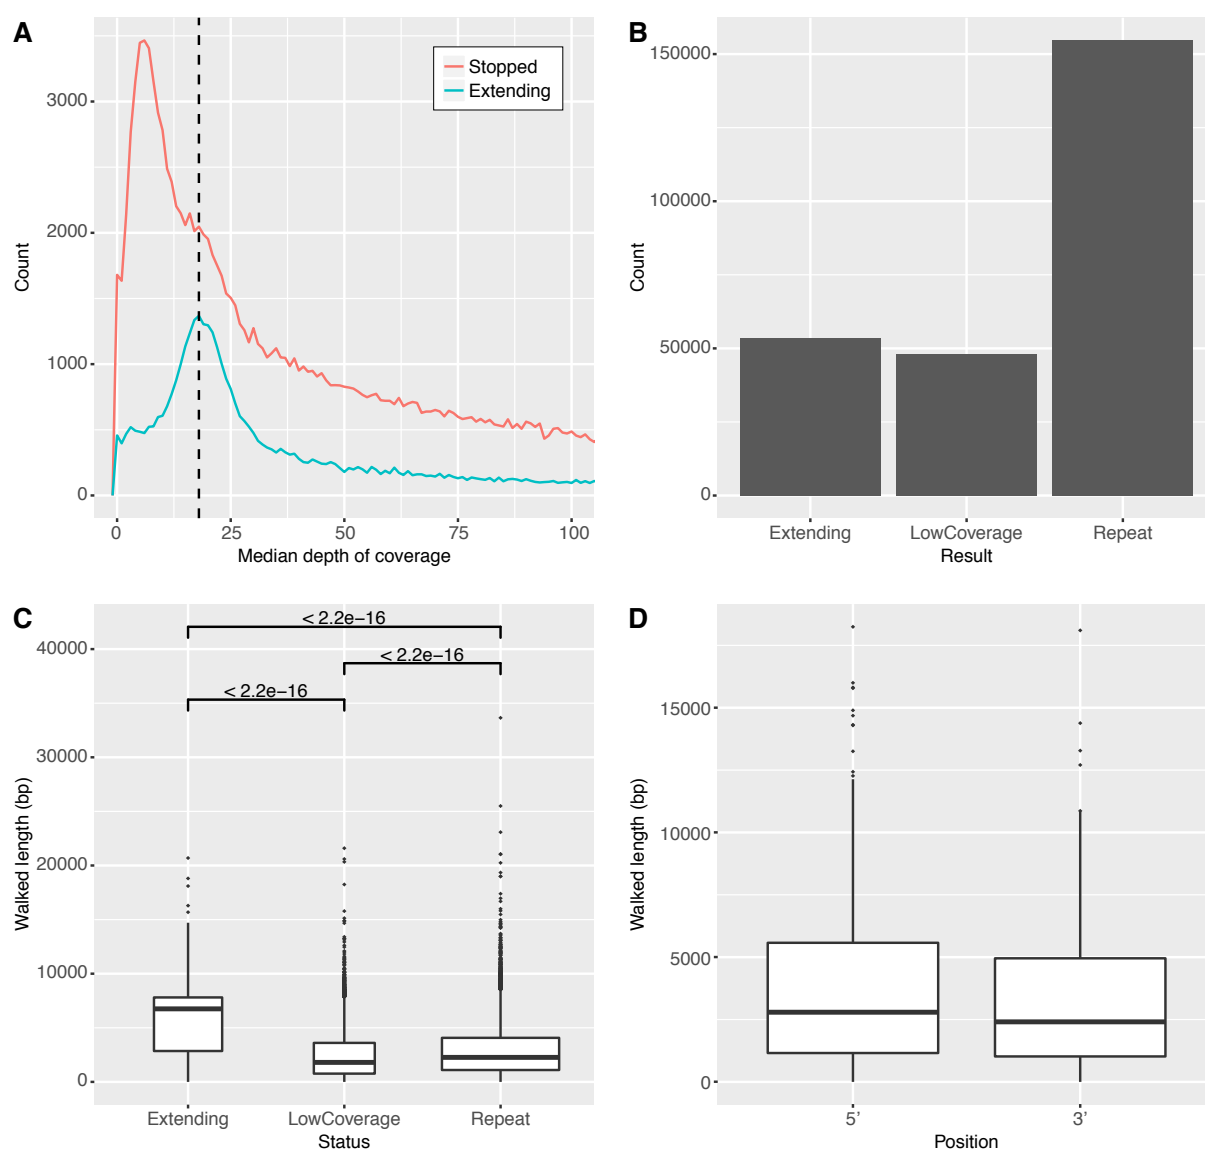 A
Stopped
Extending
3000
2000
1000
0
Count
0 25 50 75 100
Median depth of coverage
B
150000
100000
50000
0
Count
Extending LowCoverage Repeat
Result
C
< 2.2e−16
< 2.2e−16
< 2.2e−16
40000
30000
20000
10000
0
Walked length (bp)
Extending LowCoverage Repeat
Status
D
15000
10000
5000
0
Walked length (bp)
5’ 3’
Position